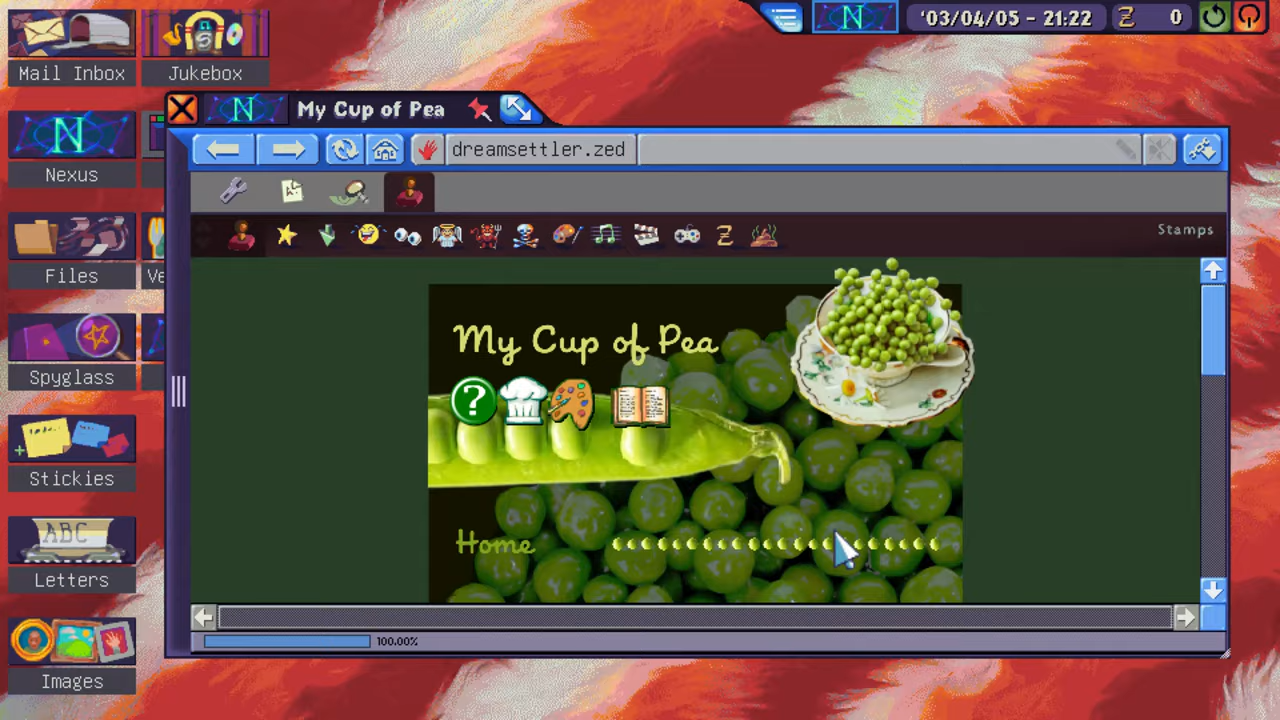 Mail Inbox
Jukebox
'03/04/05 - 21:22
0
N
My Cup of Pea
Nexus
dreamsettler.zed
Files
Ve
Stamps
My Cup of Pea
?
Spyglass
Stickies
Home
ABC
Letters
100.00%
Images